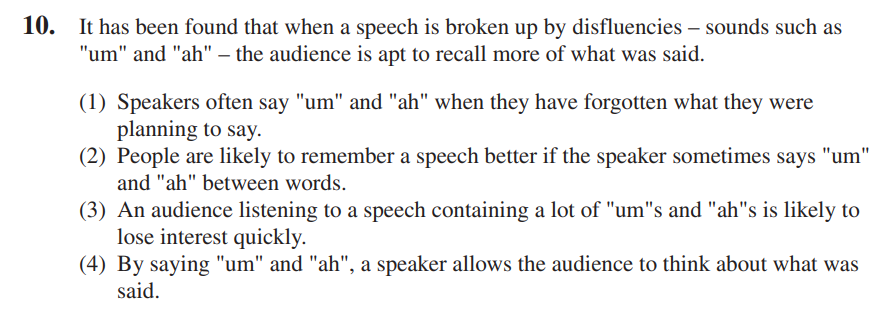 10. It has been found that when a speech is broken up by disfluencies – sounds such as
"um" and "ah" – the audience is apt to recall more of what was said.
(1) Speakers often say "um" and "ah" when they have forgotten what they were
planning to say.
(2) People are likely to remember a speech better if the speaker sometimes says "um"
and "ah" between words.
(3) An audience listening to a speech containing a lot of "um"s and "ah"s is likely to
lose interest quickly.
(4) By saying "um" and "ah", a speaker allows the audience to think about what was
said.